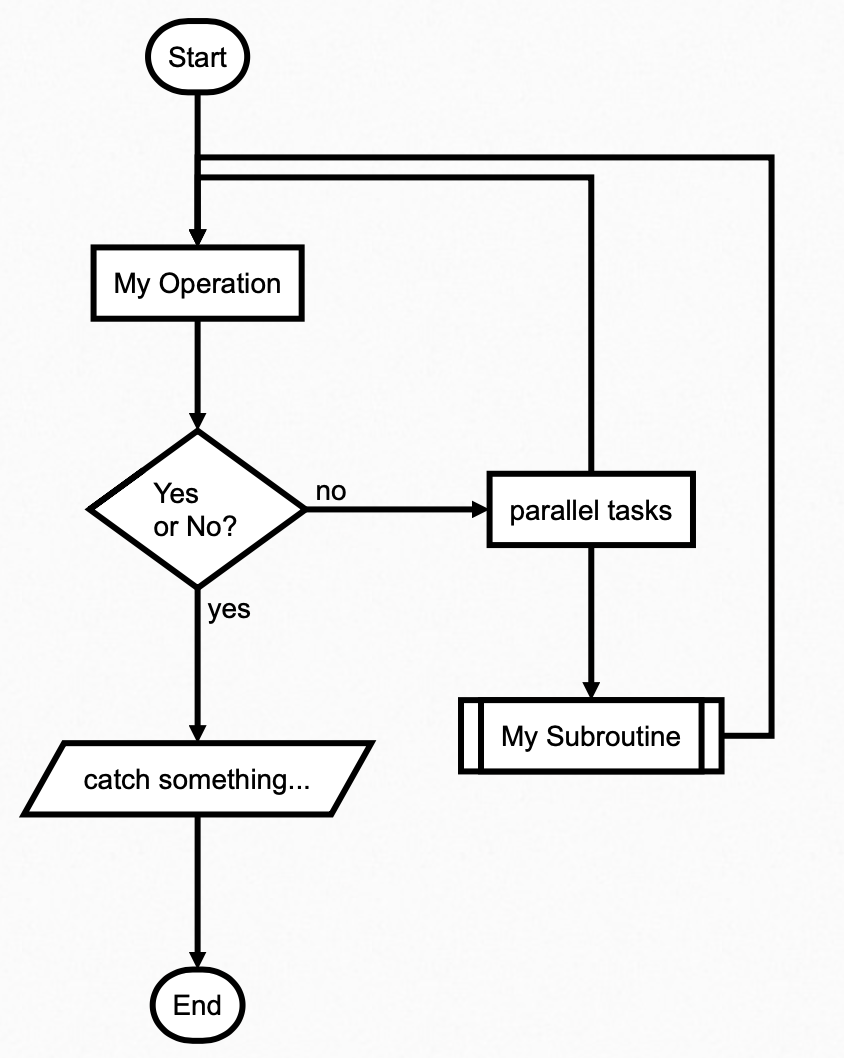 Start
My Operation
Yes
or No?
no
parallel tasks
yes
My Subroutine
catch something...
End